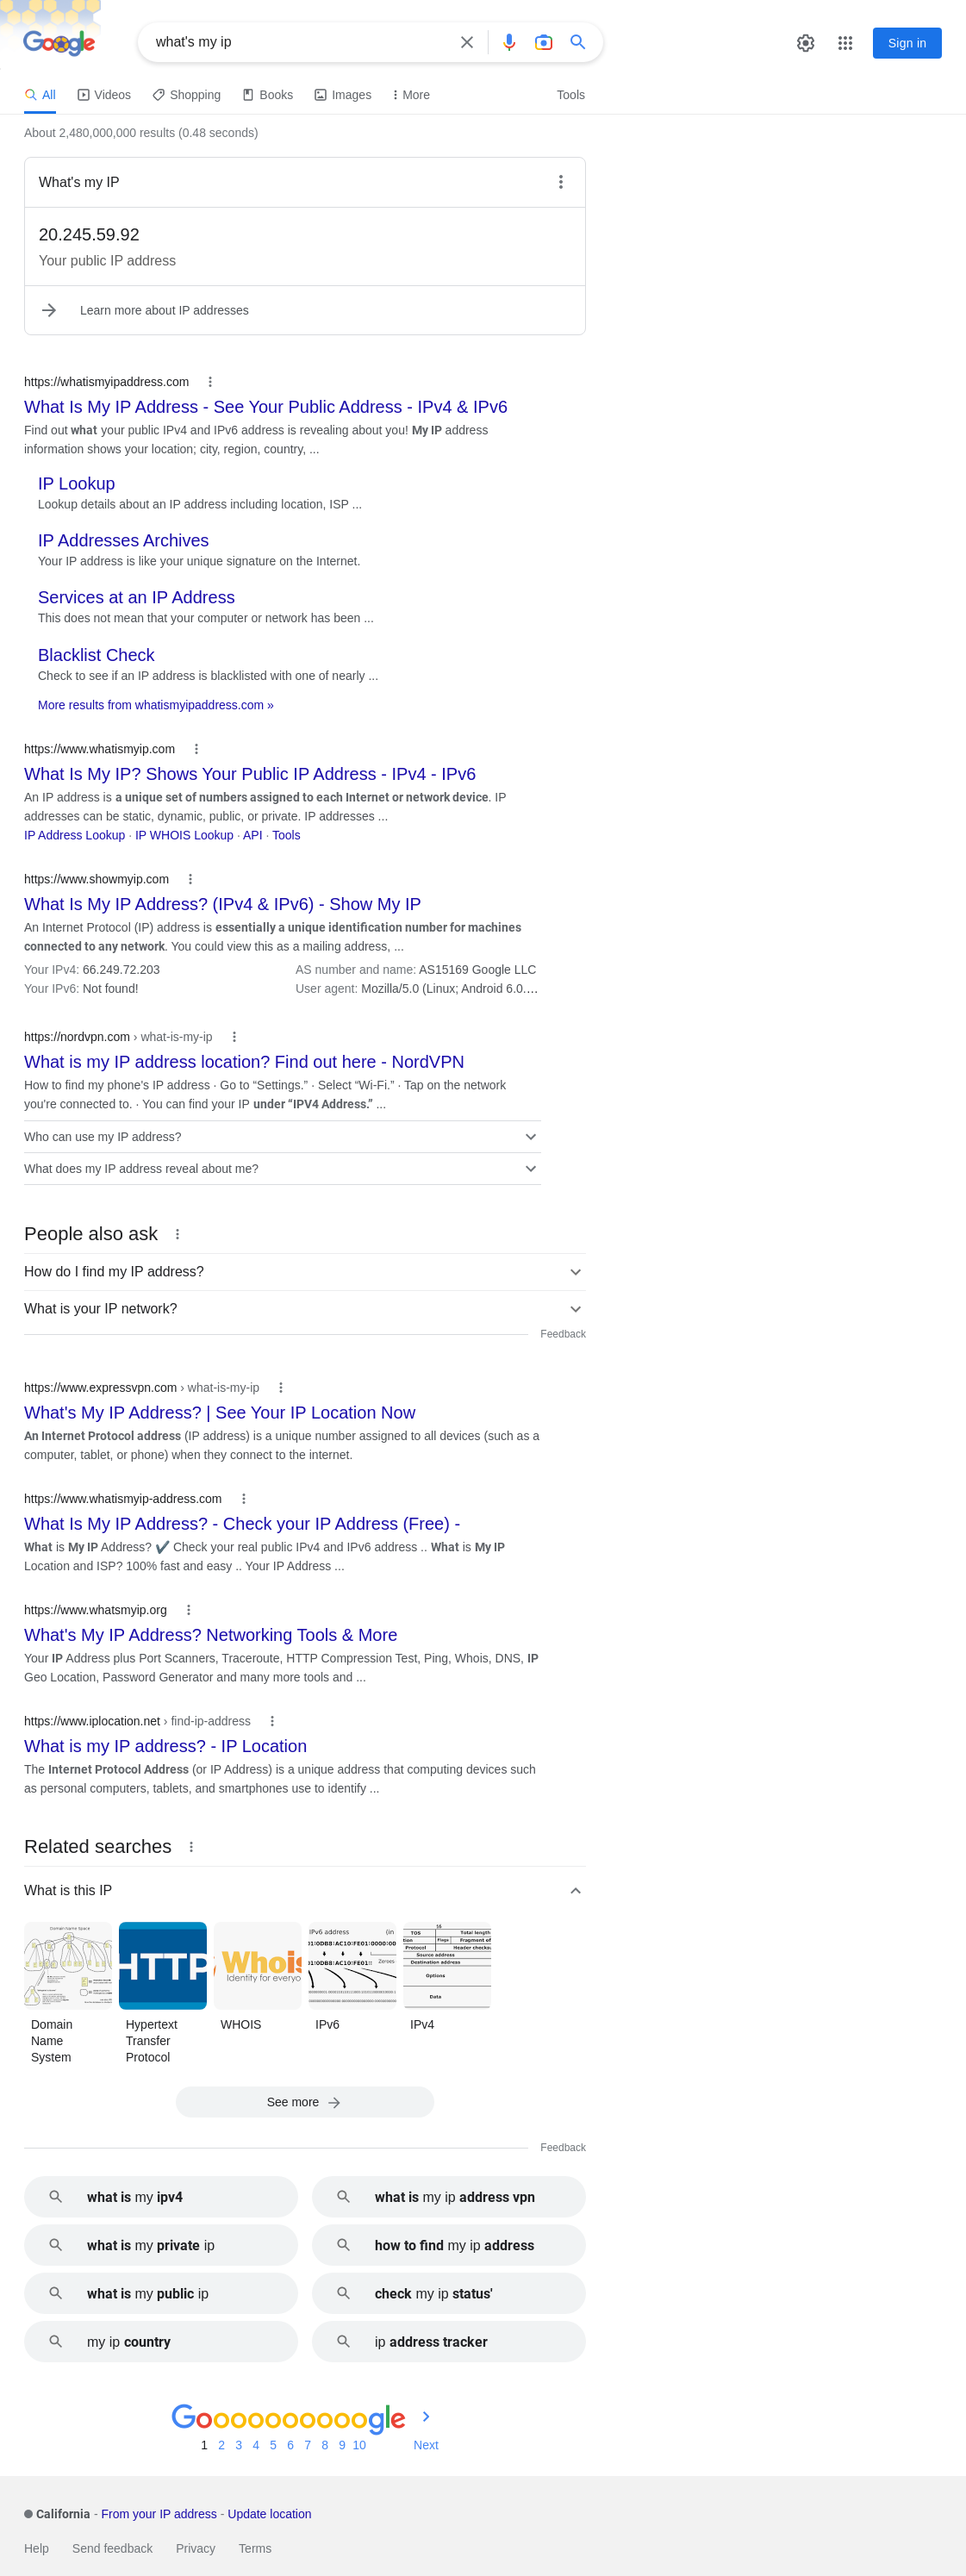 Google
what's my ip
Sign in
All
Videos
Shopping
Books
Images
More
Tools
About 2,480,000,000 results (0.48 seconds)
What's my IP
20.245.59.92
Your public IP address
Learn more about IP addresses
https://whatismyipaddress.com
What Is My IP Address - See Your Public Address - IPv4 & IPv6
Find out what your public IPv4 and IPv6 address is revealing about you! My IP address
information shows your location; city, region, country, ...
IP Lookup
Lookup details about an IP address including location, ISP ...
IP Addresses Archives
Your IP address is like your unique signature on the Internet.
Services at an IP Address
This does not mean that your computer or network has been ...
Blacklist Check
Check to see if an IP address is blacklisted with one of nearly ...
More results from whatismyipaddress.com »
https://www.whatismyip.com
What Is My IP? Shows Your Public IP Address - IPv4 - IPv6
An IP address is a unique set of numbers assigned to each Internet or network device. IP
addresses can be static, dynamic, public, or private. IP addresses ...
IP Address Lookup · IP WHOIS Lookup · API · Tools
https://www.showmyip.com
What Is My IP Address? (IPv4 & IPv6) - Show My IP
An Internet Protocol (IP) address is essentially a unique identification number for machines
connected to any network. You could view this as a mailing address, ...
Your IPv4: 66.249.72.203
AS number and name: AS15169 Google LLC
Your IPv6: Not found!
User agent: Mozilla/5.0 (Linux; Android 6.0....
https://nordvpn.com › what-is-my-ip
What is my IP address location? Find out here - NordVPN
How to find my phone's IP address · Go to “Settings.” · Select “Wi-Fi.” · Tap on the network
you're connected to. · You can find your IP under “IPV4 Address.” ...
Who can use my IP address?
What does my IP address reveal about me?
People also ask
How do I find my IP address?
What is your IP network?
Feedback
https://www.expressvpn.com › what-is-my-ip
What's My IP Address? | See Your IP Location Now
An Internet Protocol address (IP address) is a unique number assigned to all devices (such as a
computer, tablet, or phone) when they connect to the internet.
https://www.whatismyip-address.com
What Is My IP Address? - Check your IP Address (Free) -
What is My IP Address? ✔️ Check your real public IPv4 and IPv6 address .. What is My IP
Location and ISP? 100% fast and easy .. Your IP Address ...
https://www.whatsmyip.org
What's My IP Address? Networking Tools & More
Your IP Address plus Port Scanners, Traceroute, HTTP Compression Test, Ping, Whois, DNS, IP
Geo Location, Password Generator and many more tools and ...
https://www.iplocation.net › find-ip-address
What is my IP address? - IP Location
The Internet Protocol Address (or IP Address) is a unique address that computing devices such
as personal computers, tablets, and smartphones use to identify ...
Related searches
What is this IP
Domain Name Space
HTTP
Whois
Identity for everyo
IPv6 address (in
Zeroes
16
TOS Total length
Flags Fragment of
Protocol Header checksu
Source address
Destination address
Options
Data
Domain
Name
System
Hypertext
Transfer
Protocol
WHOIS
IPv6
IPv4
See more
Feedback
what is my ipv4
what is my ip address vpn
what is my private ip
how to find my ip address
what is my public ip
check my ip status'
my ip country
ip address tracker
Goooooooooogle
1 2 3 4 5 6 7 8 9 10 Next
California - From your IP address - Update location
Help
Send feedback
Privacy
Terms